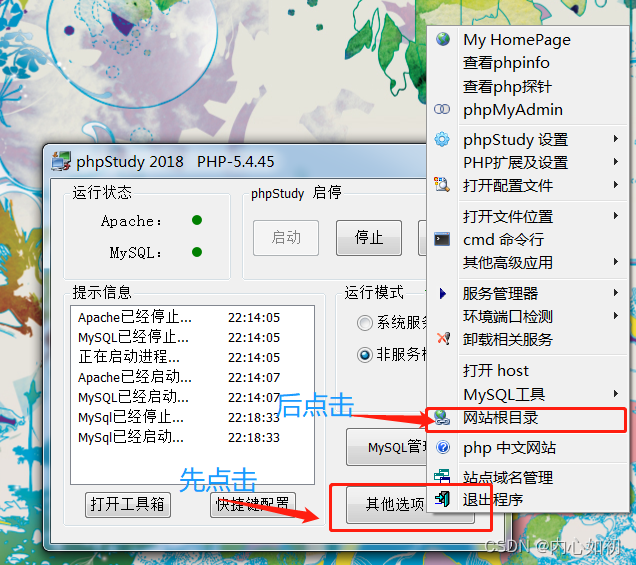 My HomePage
查看phpinfo
查看php探针
phpMyAdmin
phpStudy 设置
PHP扩展及设置
打开配置文件
打开文件位置
cmd 命令行
其他高级应用
服务管理器
环境端口检测
卸载相关服务
打开 host
MySQL工具
网站根目录
php 中文网站
站点域名管理
退出程序
phpStudy 2018 PHP-5.4.45
运行状态
Apache:
MySQL:
phpStudy 启停
启动
停止
提示信息
Apache已经停止... 22:14:05
MySQL已经停止... 22:14:05
正在启动进程... 22:14:05
Apache已经启动... 22:14:07
MySQL已经启动... 22:14:07
MySql已经停止... 22:18:33
MySql已经启动... 22:18:33
运行模式
系统服务
非服务
后点击
先点击
MySQL管
打开工具箱
快捷键配置
其他选项
CSDN @内心如初